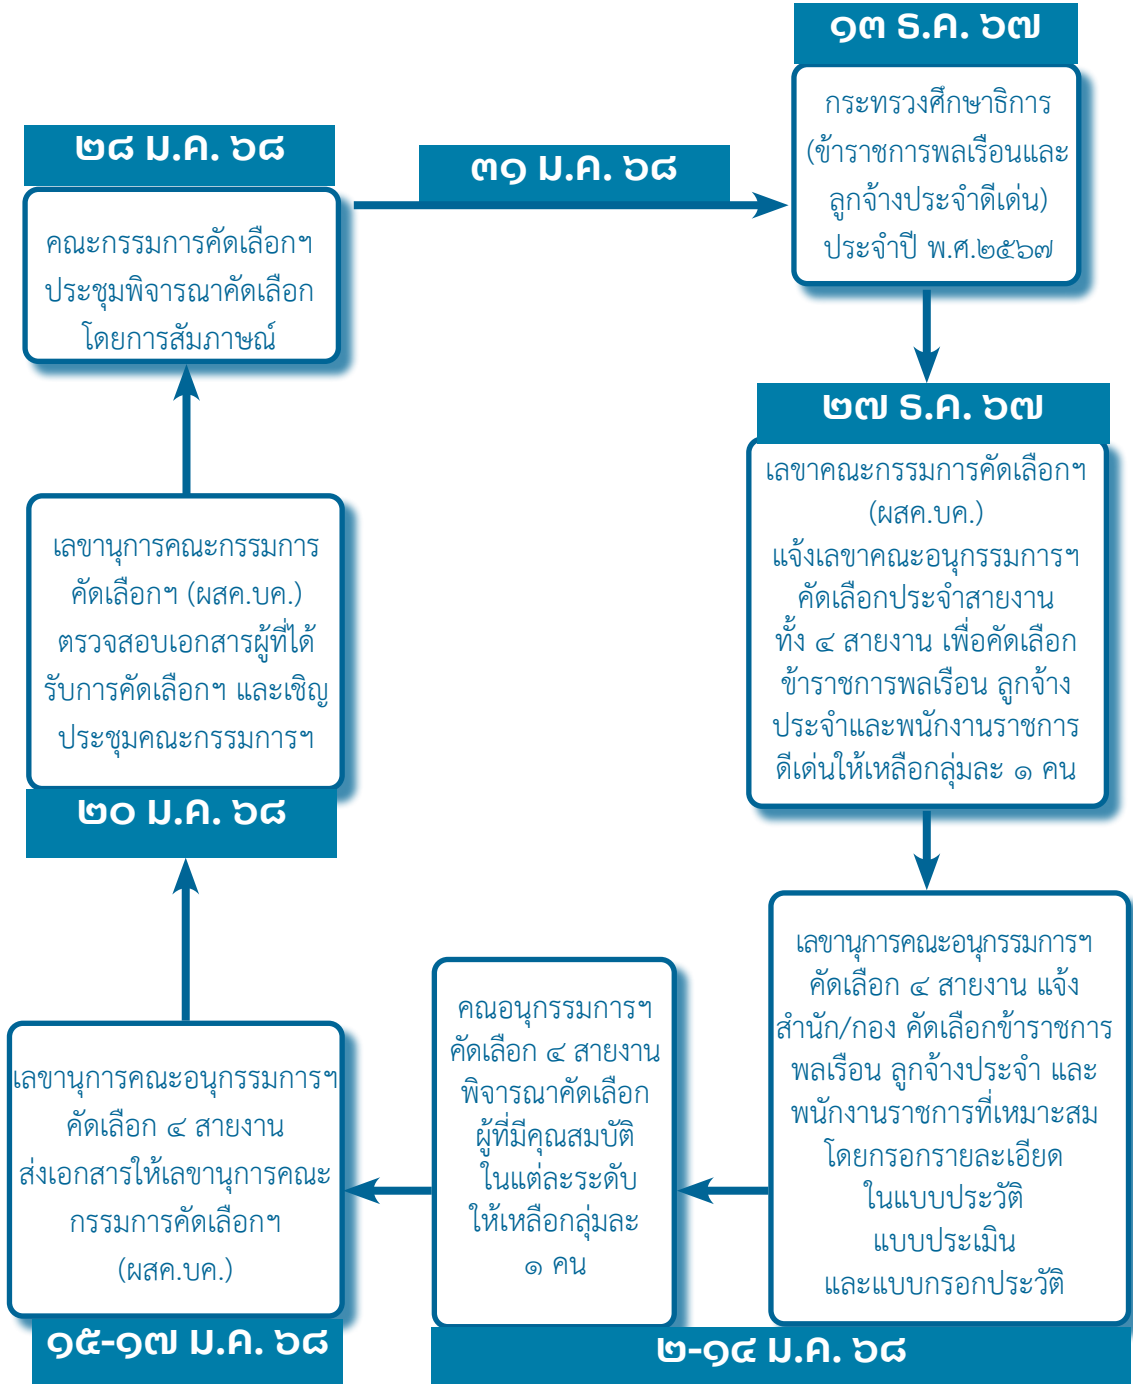 ๑๓ ธ.ค. ๖๗
กระทรวงศึกษาธิการ
(ข้าราชการพลเรือนและ
ลูกจ้างประจำดีเด่น)
ประจำปี พ.ศ.๒๕๖๗
๒๗ ธ.ค. ๖๗
เลขาคณะกรรมการคัดเลือกฯ
(ผสค.บค.)
แจ้งเลขาคณะอนุกรรมการฯ
คัดเลือกประจำสายงาน
ทั้ง ๔ สายงาน เพื่อคัดเลือก
ข้าราชการพลเรือน ลูกจ้าง
ประจำและพนักงานราชการ
ดีเด่นให้เหลือกลุ่มละ ๑ คน
เลขานุการคณะอนุกรรมการฯ
คัดเลือก ๔ สายงาน แจ้ง
สำนัก/กอง คัดเลือกข้าราชการ
พลเรือน ลูกจ้างประจำ และ
พนักงานราชการที่เหมาะสม
โดยกรอกรายละเอียด
ในแบบประวัติ
แบบประเมิน
และแบบกรอกประวัติ
คณอนุกรรมการฯ
คัดเลือก ๔ สายงาน
พิจารณาคัดเลือก
ผู้ที่มีคุณสมบัติ
ในแต่ละระดับ
ให้เหลือกลุ่มละ
๑ คน
๒-๑๔ ม.ค. ๖๘
เลขานุการคณะอนุกรรมการฯ
คัดเลือก ๔ สายงาน
ส่งเอกสารให้เลขานุการคณะ
กรรมการคัดเลือกฯ
(ผสค.บค.)
๑๕-๑๗ ม.ค. ๖๘
เลขานุการคณะกรรมการ
คัดเลือกฯ (ผสค.บค.)
ตรวจสอบเอกสารผู้ที่ได้
รับการคัดเลือกฯ และเชิญ
ประชุมคณะกรรมการฯ
๒๐ ม.ค. ๖๘
๒๘ ม.ค. ๖๘
คณะกรรมการคัดเลือกฯ
ประชุมพิจารณาคัดเลือก
โดยการสัมภาษณ์
๓๑ ม.ค. ๖๘